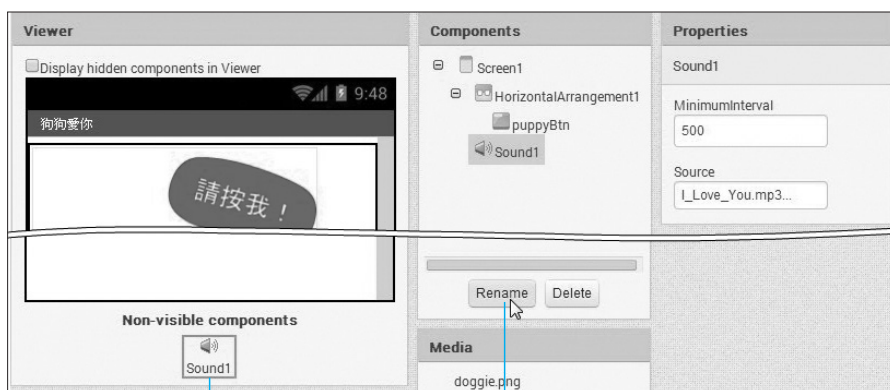 Viewer
Display hidden components in Viewer
9:48
狗狗愛你
請按我！
Non-visible components
Sound1
Components
Screen1
HorizontalArrangement1
puppyBtn
Sound1
Rename
Delete
Media
doggie.png
Properties
Sound1
MinimumInterval
500
Source
I_Love_You.mp3...